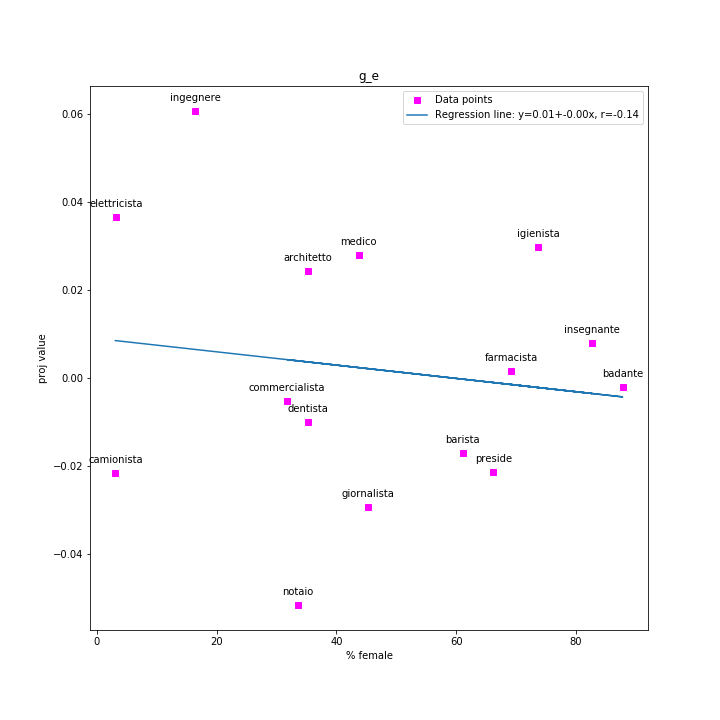 g_e
Data points
Regression line: y=0.01+-0.00x, r=-0.14
ingegnere
elettricista
medico
architetto
igienista
insegnante
farmacista
badante
commercialista
dentista
barista
preside
camionista
giornalista
notaio
0.06
0.04
0.02
0.00
−0.02
−0.04
proj value
0
20
40
60
80
% female